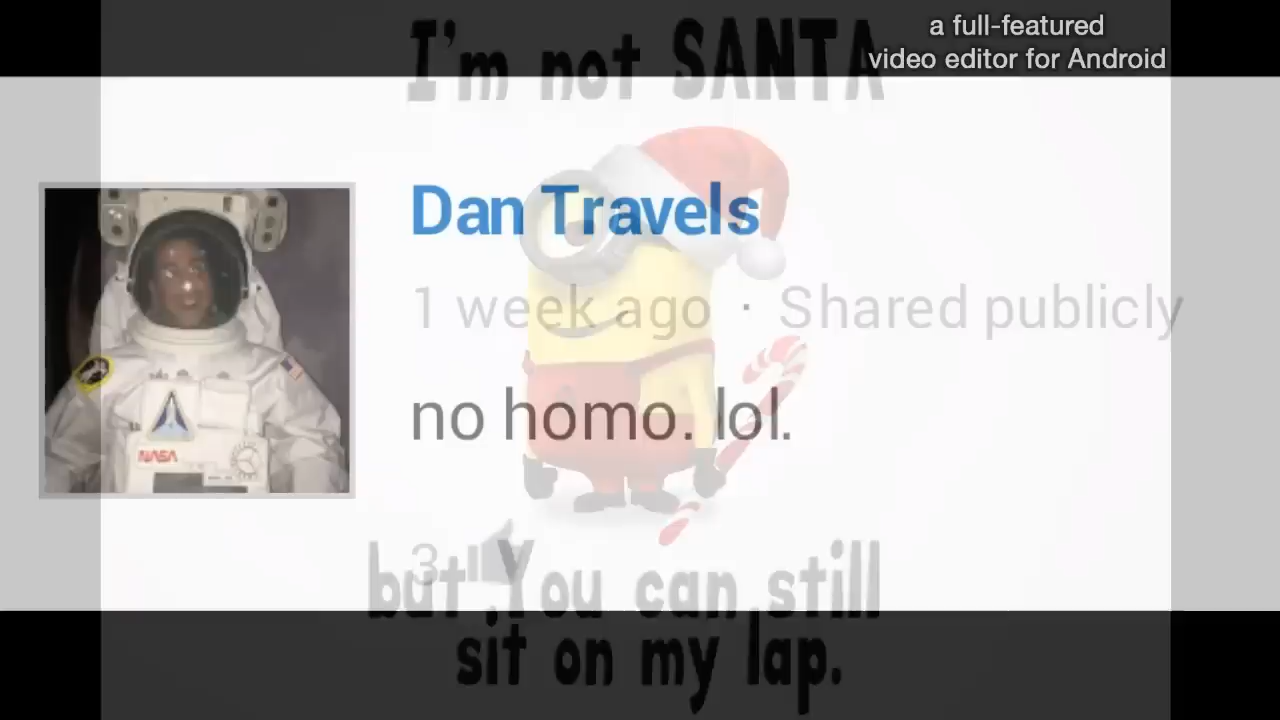 a full-featured
video editor for Android
I'm not SANTA
Dan Travels
1 week ago · Shared publicly
no homo. lol.
NASA
3
but You can still
sit on my lap.